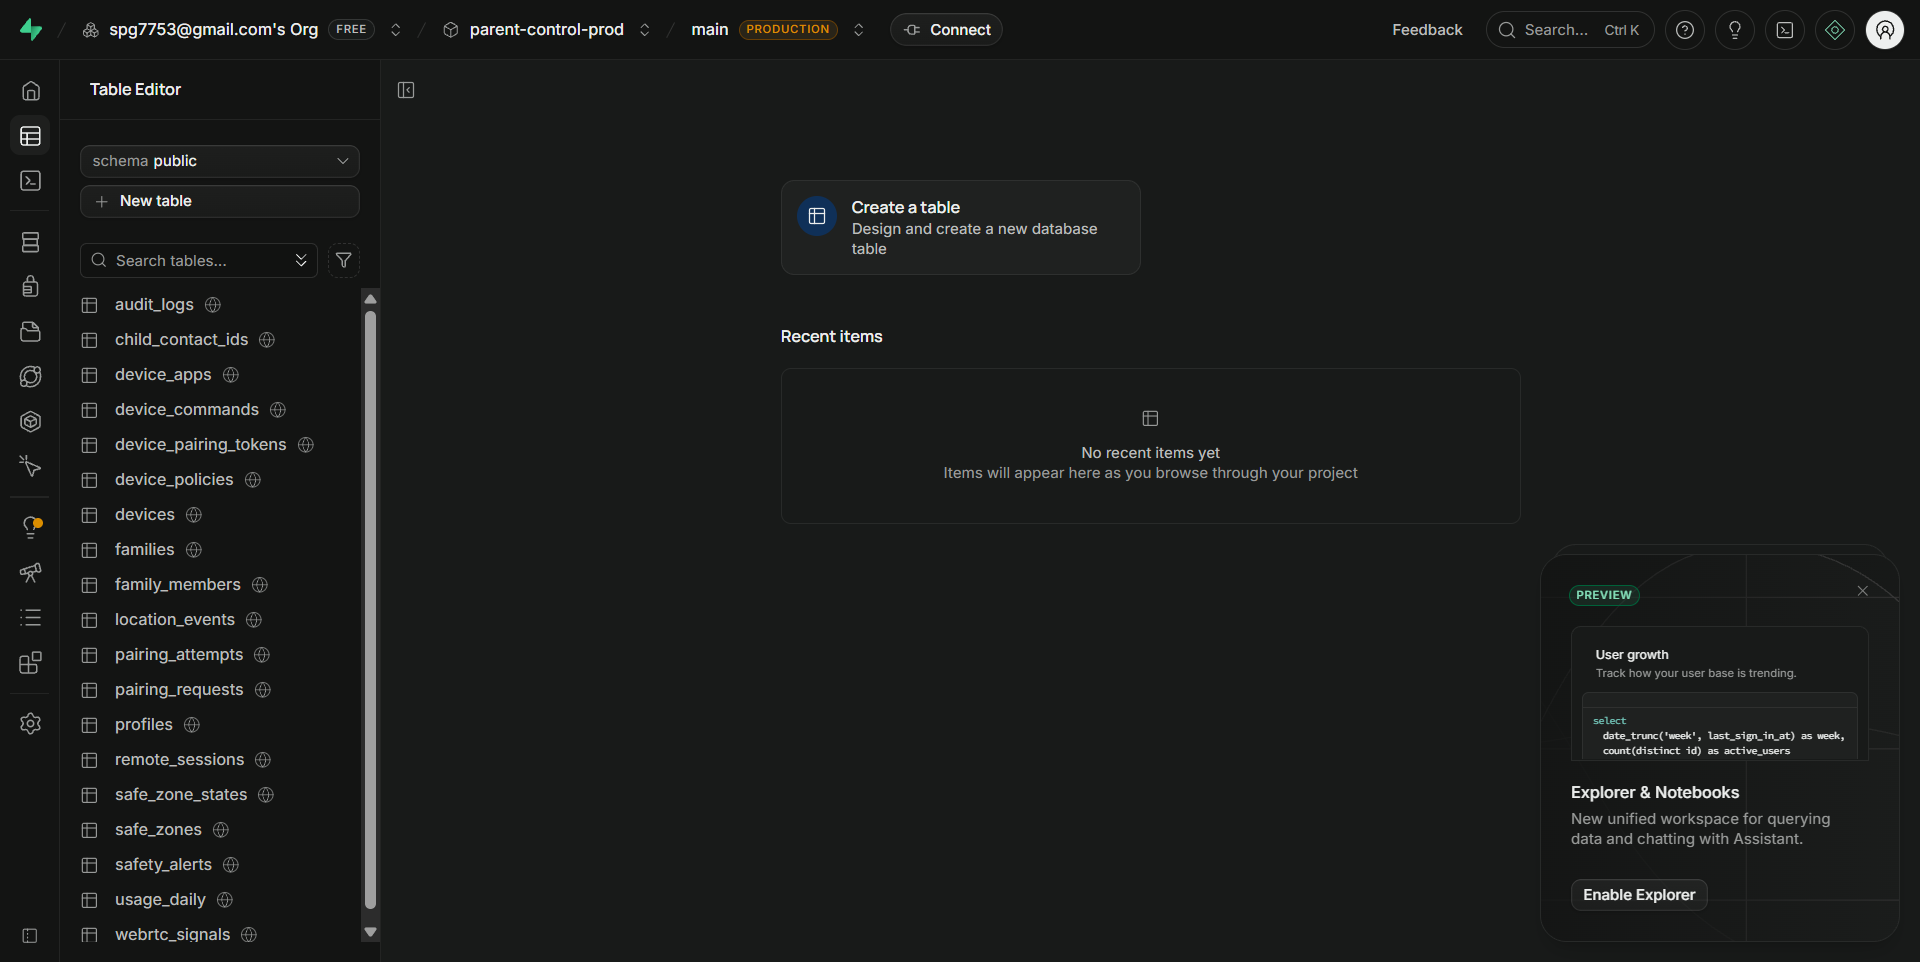 spg7753@gmail.com's Org FREE parent-control-prod main PRODUCTION Connect Feedback Search... Ctrl K
Table Editor
schema public
New table
Search tables...
audit_logs
child_contact_ids
device_apps
device_commands
device_pairing_tokens
device_policies
devices
families
family_members
location_events
pairing_attempts
pairing_requests
profiles
remote_sessions
safe_zone_states
safe_zones
safety_alerts
usage_daily
webrtc_signals
Create a table
Design and create a new database
table
Recent items
No recent items yet
Items will appear here as you browse through your project
PREVIEW
User growth
Track how your user base is trending.
select
date_trunc('week', last_sign_in_at) as week,
count(distinct id) as active_users
Explorer & Notebooks
New unified workspace for querying
data and chatting with Assistant.
Enable Explorer